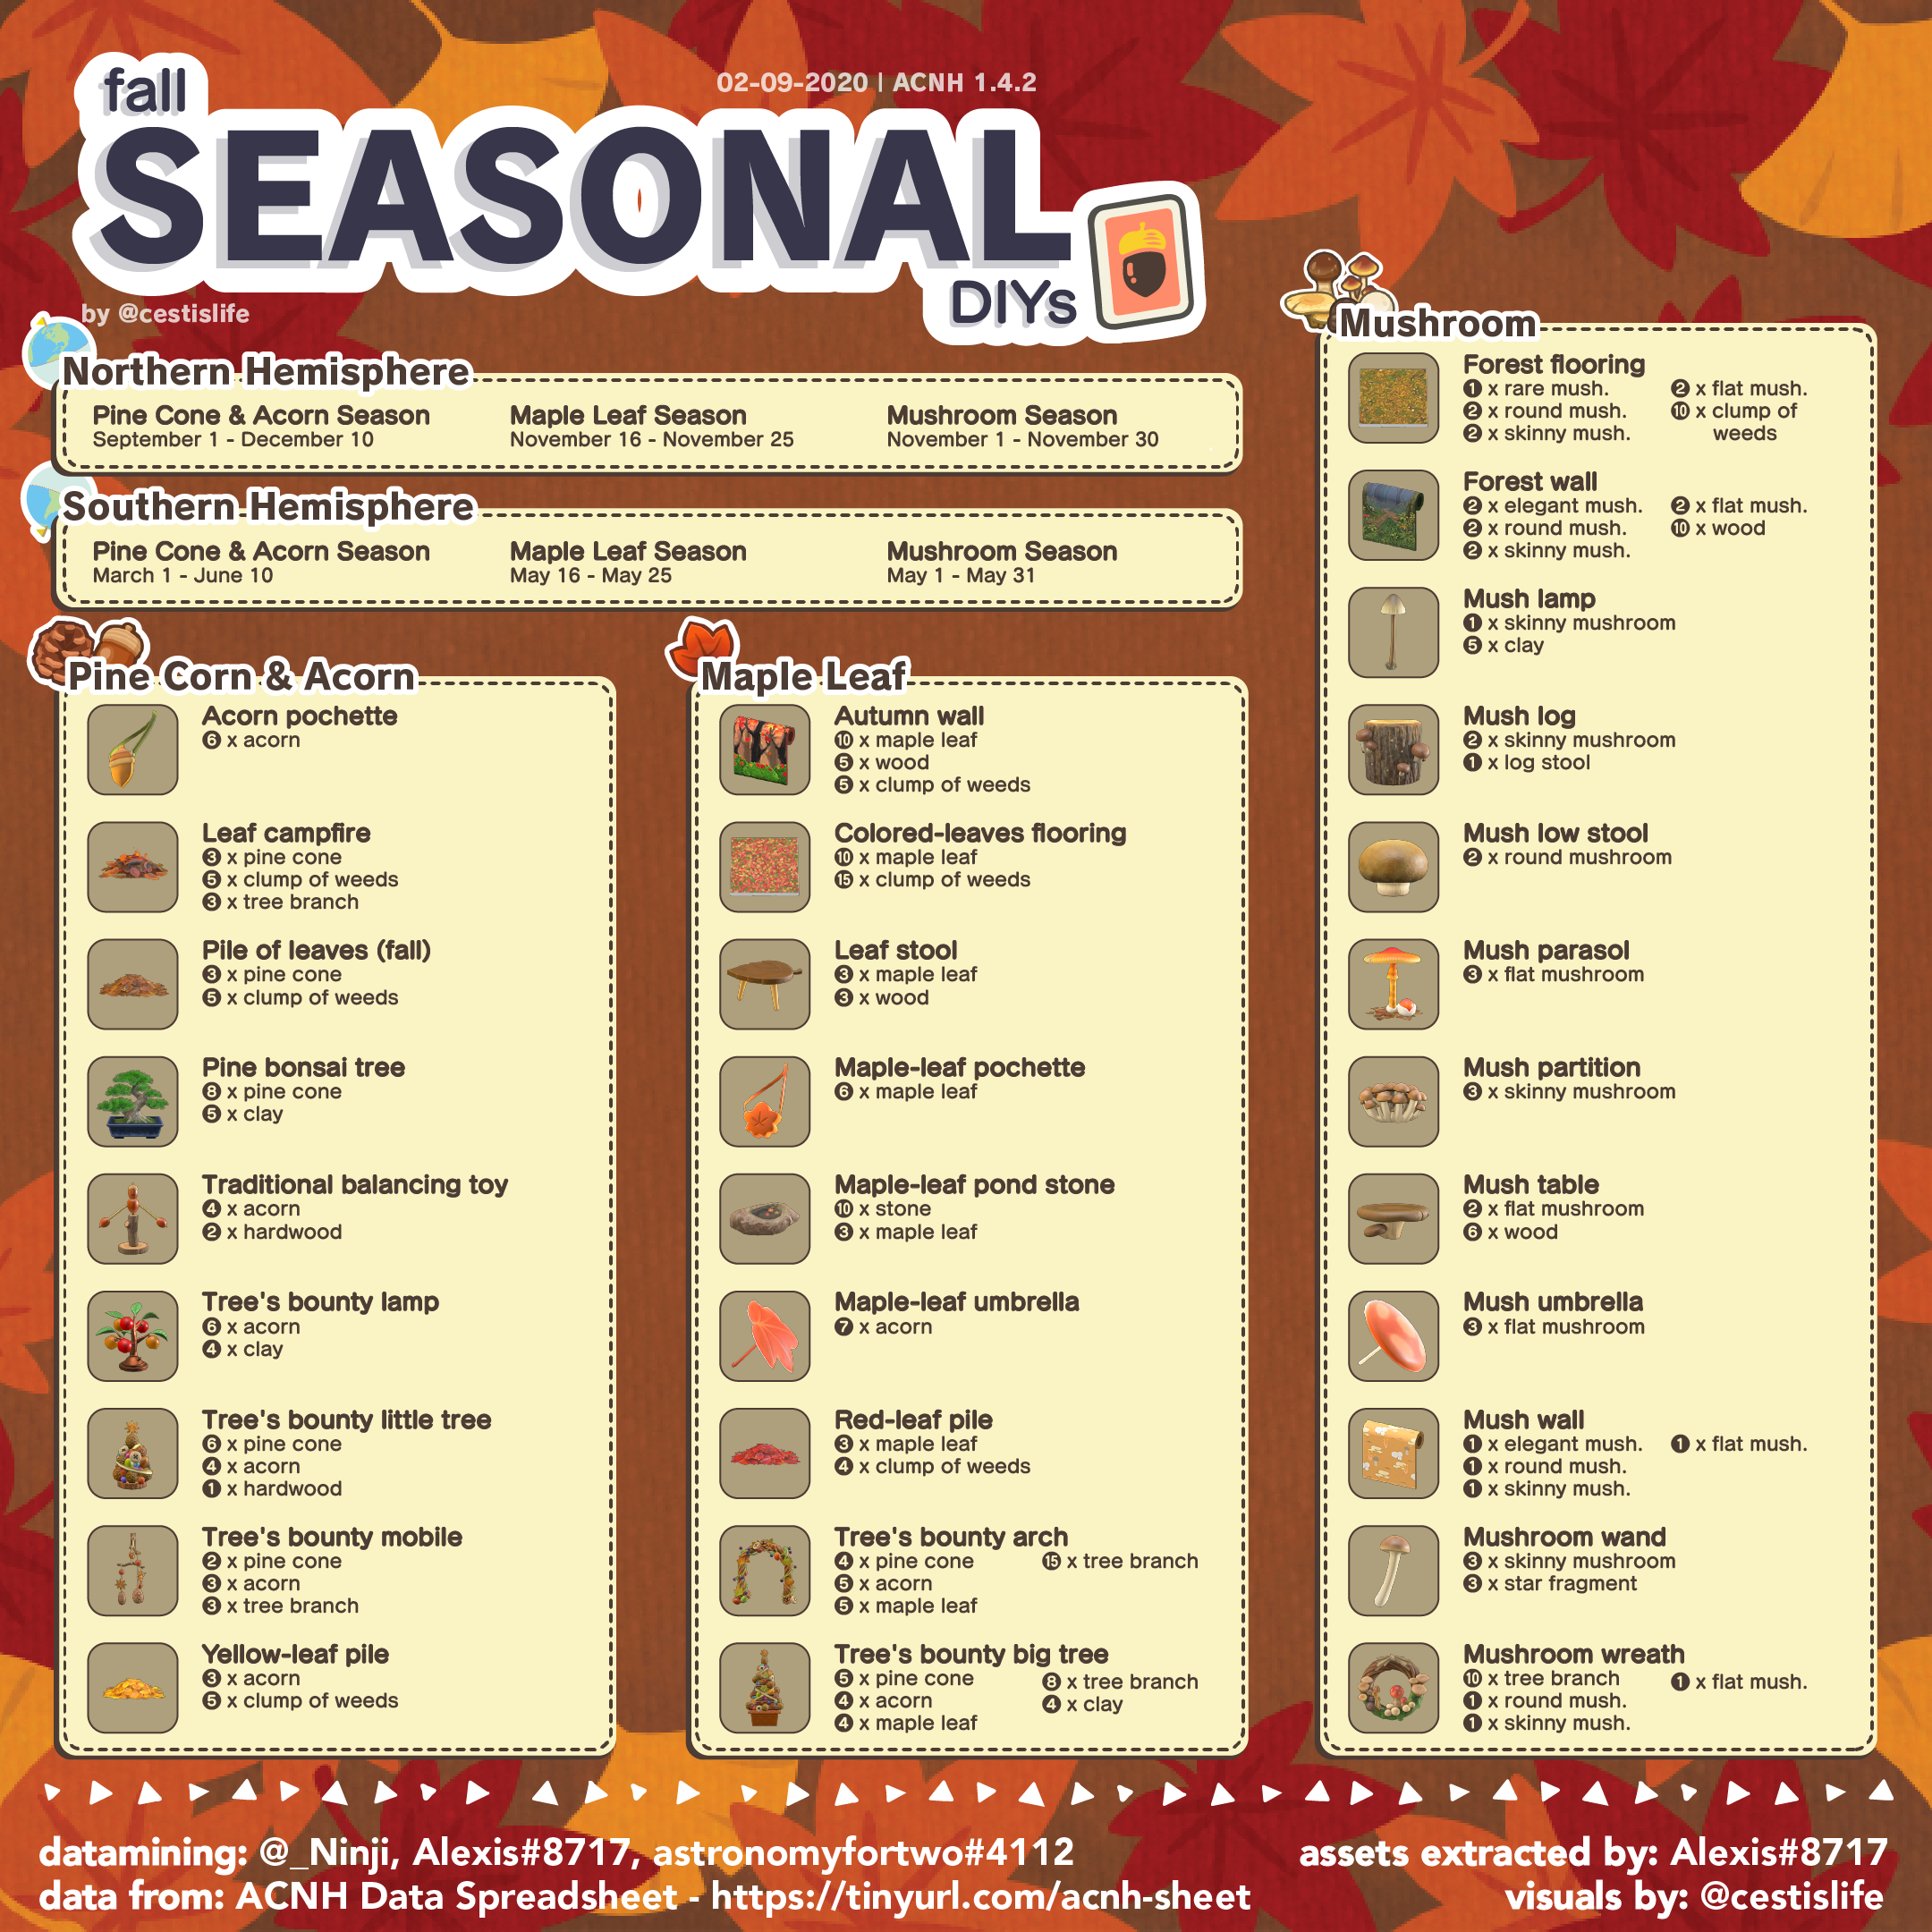 fall
02-09-2020 | ACNH 1.4.2
SEASONAL
DIYs
by @cestislife
Northern Hemisphere
Pine Cone & Acorn Season
September 1 - December 10
Maple Leaf Season
November 16 - November 25
Mushroom Season
November 1 - November 30
Southern Hemisphere
Pine Cone & Acorn Season
March 1 - June 10
Maple Leaf Season
May 16 - May 25
Mushroom Season
May 1 - May 31
Pine Corn & Acorn
Acorn pochette
6 x acorn
Leaf campfire
3 x pine cone
5 x clump of weeds
3 x tree branch
Pile of leaves (fall)
3 x pine cone
5 x clump of weeds
Pine bonsai tree
8 x pine cone
5 x clay
Traditional balancing toy
4 x acorn
2 x hardwood
Tree's bounty lamp
6 x acorn
4 x clay
Tree's bounty little tree
6 x pine cone
4 x acorn
1 x hardwood
Tree's bounty mobile
2 x pine cone
3 x acorn
3 x tree branch
Yellow-leaf pile
3 x acorn
5 x clump of weeds
Maple Leaf
Autumn wall
10 x maple leaf
5 x wood
5 x clump of weeds
Colored-leaves flooring
10 x maple leaf
15 x clump of weeds
Leaf stool
3 x maple leaf
3 x wood
Maple-leaf pochette
6 x maple leaf
Maple-leaf pond stone
10 x stone
3 x maple leaf
Maple-leaf umbrella
7 x acorn
Red-leaf pile
3 x maple leaf
4 x clump of weeds
Tree's bounty arch
4 x pine cone
5 x acorn
5 x maple leaf
15 x tree branch
Tree's bounty big tree
5 x pine cone
4 x acorn
4 x maple leaf
8 x tree branch
4 x clay
Mushroom
Forest flooring
1 x rare mush.
2 x round mush.
2 x skinny mush.
2 x flat mush.
10 x clump of
weeds
Forest wall
2 x elegant mush.
2 x round mush.
2 x skinny mush.
2 x flat mush.
10 x wood
Mush lamp
1 x skinny mushroom
5 x clay
Mush log
2 x skinny mushroom
1 x log stool
Mush low stool
2 x round mushroom
Mush parasol
3 x flat mushroom
Mush partition
3 x skinny mushroom
Mush table
2 x flat mushroom
6 x wood
Mush umbrella
3 x flat mushroom
Mush wall
1 x elegant mush.
1 x round mush.
1 x skinny mush.
1 x flat mush.
Mushroom wand
3 x skinny mushroom
3 x star fragment
Mushroom wreath
10 x tree branch
1 x round mush.
1 x skinny mush.
1 x flat mush.
datamining: @_Ninji, Alexis#8717, astronomyfortwo#4112
data from: ACNH Data Spreadsheet - https://tinyurl.com/acnh-sheet
assets extracted by: Alexis#8717
visuals by: @cestislife